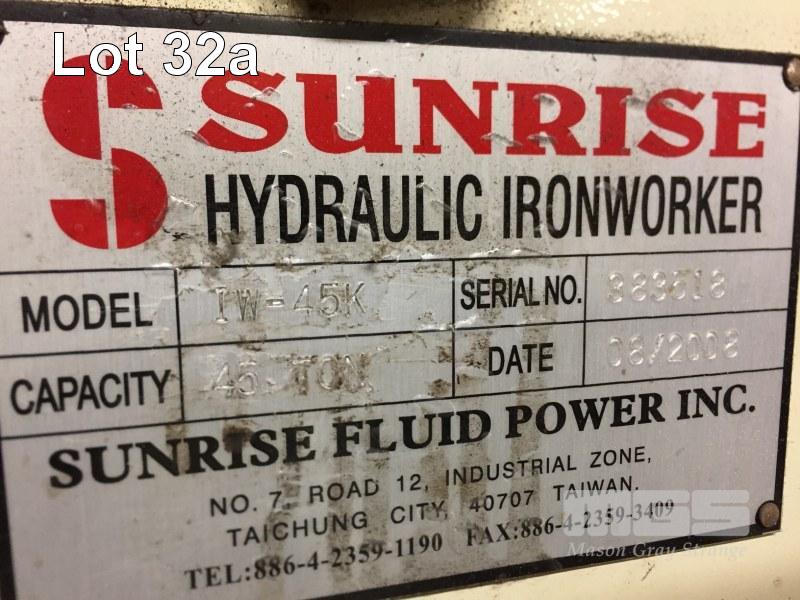 Lot 32a
S SUNRISE
HYDRAULIC IRONWORKER
MODEL IW-45K SERIAL NO.
CAPACITY 45 TON DATE 08/2008
SUNRISE FLUID POWER INC.
NO. 7, ROAD 12, INDUSTRIAL ZONE,
TAICHUNG CITY, 40707 TAIWAN.
TEL:886-4-2359-1190 FAX:886-4-2359-3409
MGS
Mason Gray Strange